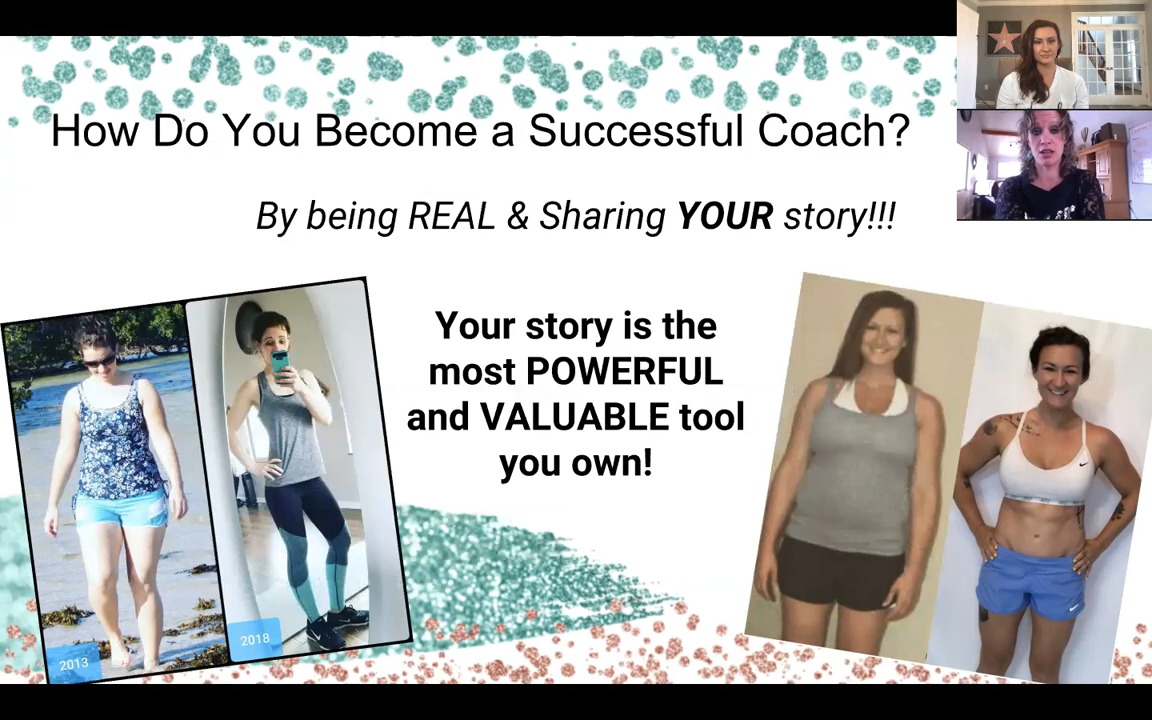 How Do You Become a Successful Coach?
By being REAL & Sharing YOUR story!!!
Your story is the
most POWERFUL
and VALUABLE tool
you own!
2013
2018